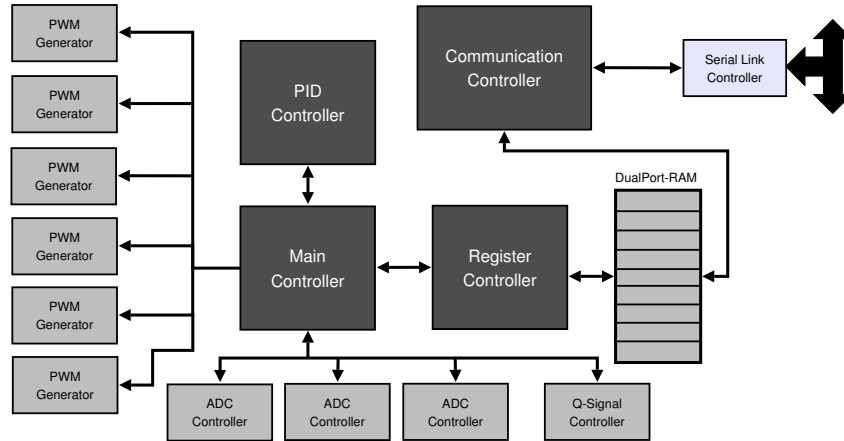 PWM
Generator
PWM
Generator
PWM
Generator
PWM
Generator
PWM
Generator
PWM
Generator
PID
Controller
Communication
Controller
Serial Link
Controller
DualPort-RAM
Main
Controller
Register
Controller
ADC
Controller
ADC
Controller
ADC
Controller
Q-Signal
Controller